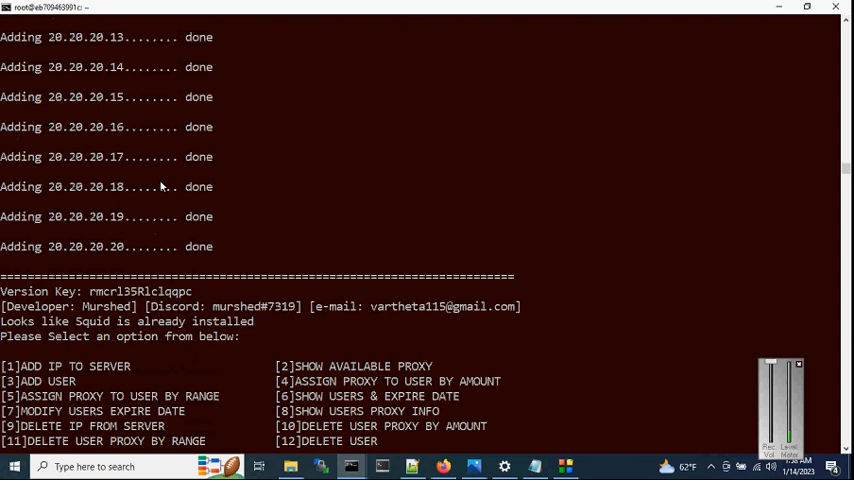 root@eb709463991c: ~
Adding 20.20.20.13........ done
Adding 20.20.20.14........ done
Adding 20.20.20.15........ done
Adding 20.20.20.16........ done
Adding 20.20.20.17........ done
Adding 20.20.20.18........ done
Adding 20.20.20.19........ done
Adding 20.20.20.20........ done
===========================================================================
Version Key: rmcrl35Rlclqqpc
[Developer: Murshed] [Discord: murshed#7319] [e-mail: vartheta115@gmail.com]
Looks like Squid is already installed
Please Select an option from below:
[1]ADD IP TO SERVER [2]SHOW AVAILABLE PROXY
[3]ADD USER [4]ASSIGN PROXY TO USER BY AMOUNT
[5]ASSIGN PROXY TO USER BY RANGE [6]SHOW USERS & EXPIRE DATE
[7]MODIFY USERS EXPIRE DATE [8]SHOW USERS PROXY INFO
[9]DELETE IP FROM SERVER [10]DELETE USER PROXY BY AMOUNT
[11]DELETE USER PROXY BY RANGE [12]DELETE USER
Rec. Level
Vol Meter
Type here to search
62°F
1/14/2023